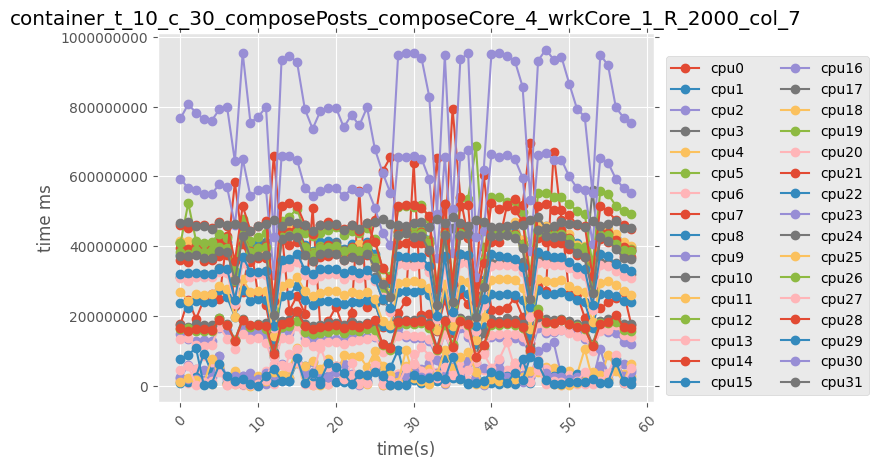 container_t_10_c_30_composePosts_composeCore_4_wrkCore_1_R_2000_col_7
1000000000
800000000
600000000
400000000
200000000
0
time ms
0
10
20
30
40
50
60
time(s)
cpu0
cpu1
cpu2
cpu3
cpu4
cpu5
cpu6
cpu7
cpu8
cpu9
cpu10
cpu11
cpu12
cpu13
cpu14
cpu15
cpu16
cpu17
cpu18
cpu19
cpu20
cpu21
cpu22
cpu23
cpu24
cpu25
cpu26
cpu27
cpu28
cpu29
cpu30
cpu31